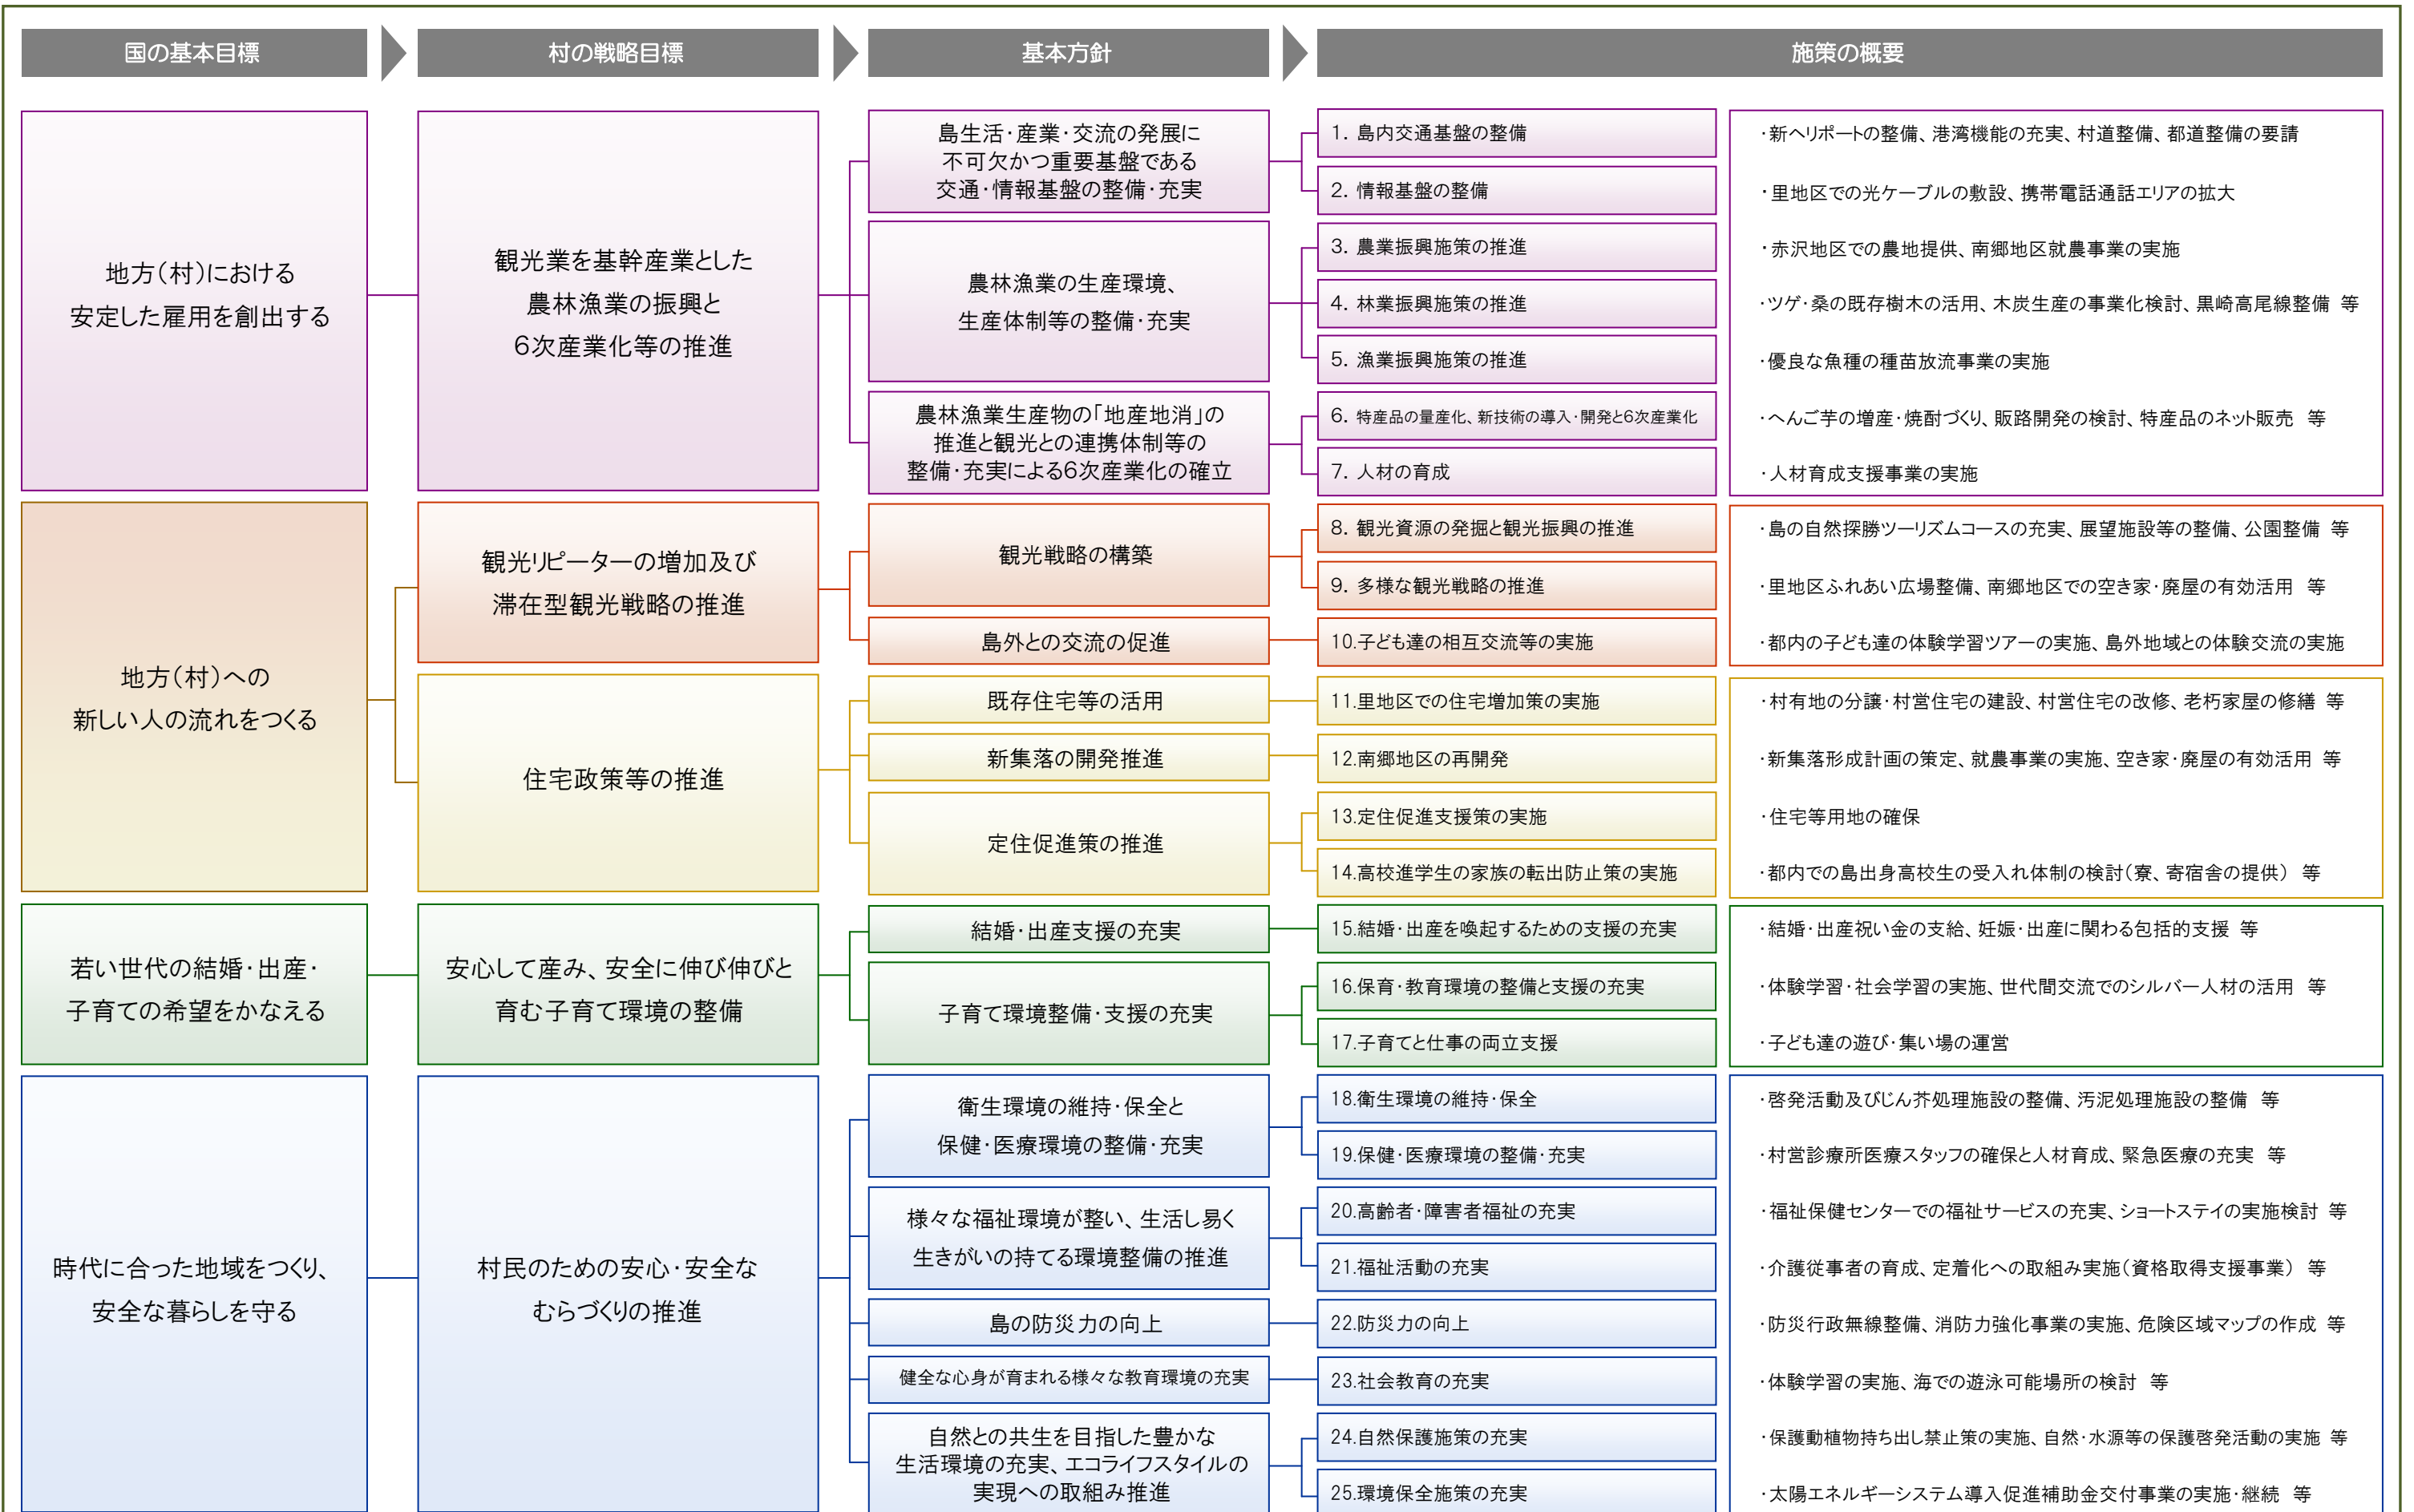 国の基本目標
村の戦略目標
基本方針
施策の概要
地方(村)における
安定した雇用を創出する
観光業を基幹産業とした
農林漁業の振興と
6次産業化等の推進
島生活・産業・交流の発展に
不可欠かつ重要基盤である
交通・情報基盤の整備・充実
1. 島内交通基盤の整備
・新ヘリポートの整備、港湾機能の充実、村道整備、都道整備の要請
2. 情報基盤の整備
・里地区での光ケーブルの敷設、携帯電話通話エリアの拡大
農林漁業の生産環境、
生産体制等の整備・充実
3. 農業振興施策の推進
・赤沢地区での農地提供、南郷地区就農事業の実施
4. 林業振興施策の推進
・ツゲ・桑の既存樹木の活用、木炭生産の事業化検討、黒崎高尾線整備 等
5. 漁業振興施策の推進
・優良な魚種の種苗放流事業の実施
農林漁業生産物の「地産地消」の
推進と観光との連携体制等の
整備・充実による6次産業化の確立
6. 特産品の量産化、新技術の導入・開発と6次産業化
・へんご芋の増産・焼酎づくり、販路開発の検討、特産品のネット販売 等
7. 人材の育成
・人材育成支援事業の実施
地方(村)への
新しい人の流れをつくる
観光リピーターの増加及び
滞在型観光戦略の推進
観光戦略の構築
8. 観光資源の発掘と観光振興の推進
・島の自然探勝ツーリズムコースの充実、展望施設等の整備、公園整備 等
9. 多様な観光戦略の推進
・里地区ふれあい広場整備、南郷地区での空き家・廃屋の有効活用 等
島外との交流の促進
10.子ども達の相互交流等の実施
・都内の子ども達の体験学習ツアーの実施、島外地域との体験交流の実施
住宅政策等の推進
既存住宅等の活用
11.里地区での住宅増加策の実施
・村有地の分譲・村営住宅の建設、村営住宅の改修、老朽家屋の修繕 等
新集落の開発推進
12.南郷地区の再開発
・新集落形成計画の策定、就農事業の実施、空き家・廃屋の有効活用 等
定住促進策の推進
13.定住促進支援策の実施
・住宅等用地の確保
14.高校進学生の家族の転出防止策の実施
・都内での島出身高校生の受入れ体制の検討(寮、寄宿舎の提供) 等
若い世代の結婚・出産・
子育ての希望をかなえる
安心して産み、安全に伸び伸びと
育む子育て環境の整備
結婚・出産支援の充実
15.結婚・出産を喚起するための支援の充実
・結婚・出産祝い金の支給、妊娠・出産に関わる包括的支援 等
子育て環境整備・支援の充実
16.保育・教育環境の整備と支援の充実
・体験学習・社会学習の実施、世代間交流でのシルバー人材の活用 等
17.子育てと仕事の両立支援
・子ども達の遊び・集い場の運営
時代に合った地域をつくり、
安全な暮らしを守る
村民のための安心・安全な
むらづくりの推進
衛生環境の維持・保全と
保健・医療環境の整備・充実
18.衛生環境の維持・保全
・啓発活動及びじん芥処理施設の整備、汚泥処理施設の整備 等
19.保健・医療環境の整備・充実
・村営診療所医療スタッフの確保と人材育成、緊急医療の充実 等
様々な福祉環境が整い、生活し易く
生きがいの持てる環境整備の推進
20.高齢者・障害者福祉の充実
・福祉保健センターでの福祉サービスの充実、ショートステイの実施検討 等
21.福祉活動の充実
・介護従事者の育成、定着化への取組み実施(資格取得支援事業) 等
島の防災力の向上
22.防災力の向上
・防災行政無線整備、消防力強化事業の実施、危険区域マップの作成 等
健全な心身が育まれる様々な教育環境の充実
23.社会教育の充実
・体験学習の実施、海での遊泳可能場所の検討 等
自然との共生を目指した豊かな
生活環境の充実、エコライフスタイルの
実現への取組み推進
24.自然保護施策の充実
・保護動植物持ち出し禁止策の実施、自然・水源等の保護啓発活動の実施 等
25.環境保全施策の充実
・太陽エネルギーシステム導入促進補助金交付事業の実施・継続 等